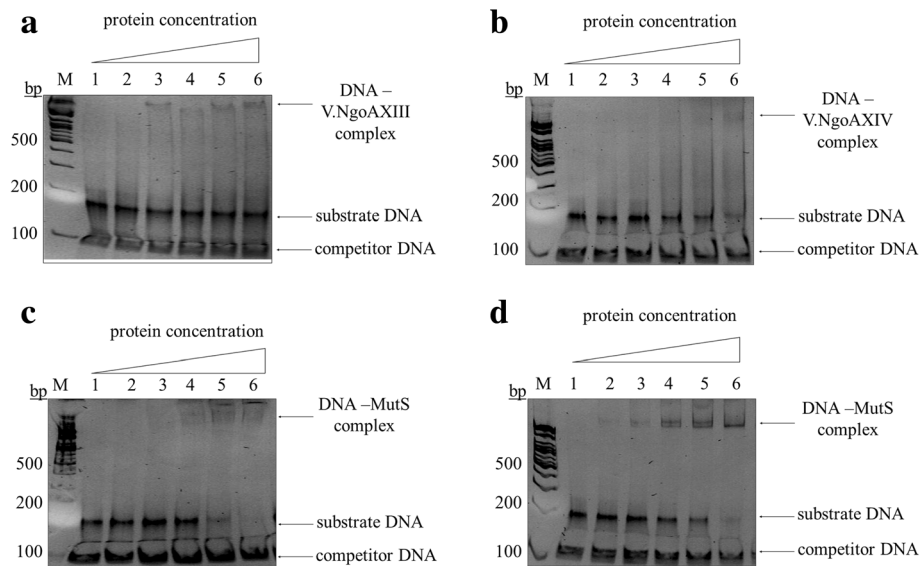 a
protein concentration
M 1 2 3 4 5 6
bp
DNA –
V.NgoAXIII
complex
500
200
substrate DNA
100
competitor DNA
b
protein concentration
M 1 2 3 4 5 6
bp
DNA –
V.NgoAXIV
complex
500
200
substrate DNA
100
competitor DNA
c
protein concentration
M 1 2 3 4 5 6
bp
DNA –MutS
complex
500
200
substrate DNA
100
competitor DNA
d
protein concentration
M 1 2 3 4 5 6
bp
DNA –MutS
complex
500
200
substrate DNA
100
competitor DNA